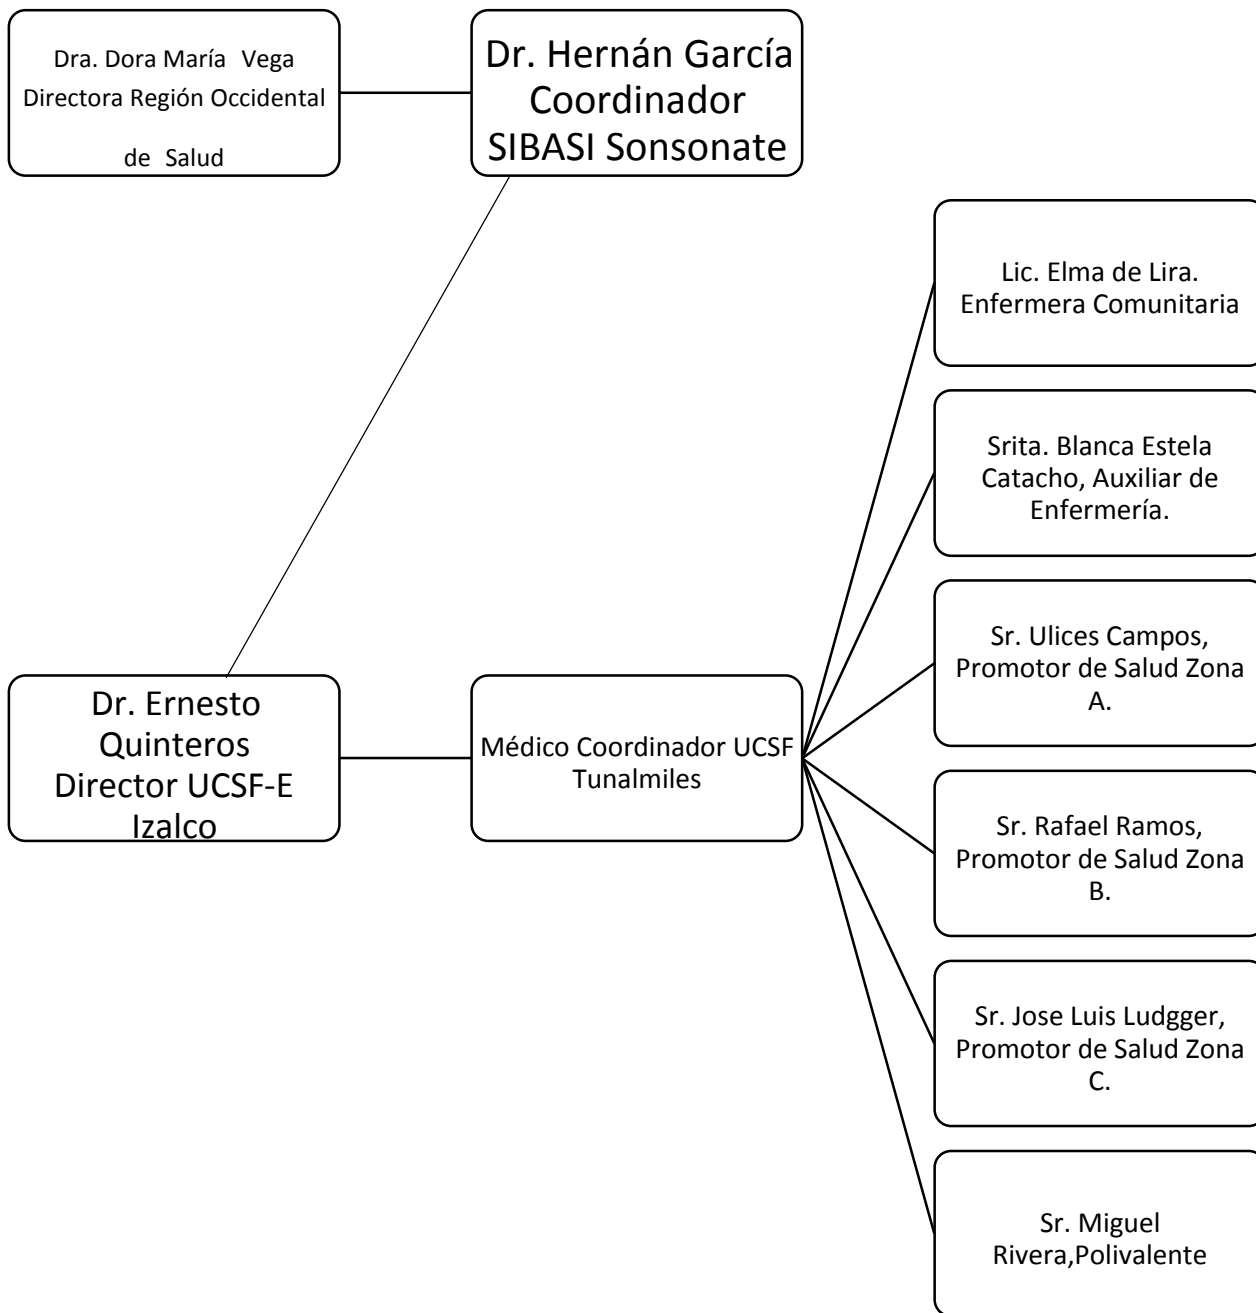 Dra. Dora María Vega
Directora Región Occidental
de Salud
Dr. Hernán García
Coordinador
SIBASI Sonsonate
Lic. Elma de Lira.
Enfermera Comunitaria
Srita. Blanca Estela
Catacho, Auxiliar de
Enfermería.
Sr. Ulices Campos,
Promotor de Salud Zona
A.
Dr. Ernesto
Quinteros
Director UCSF-E
Izalco
Médico Coordinador UCSF
Tunalmiles
Sr. Rafael Ramos,
Promotor de Salud Zona
B.
Sr. Jose Luis Ludgger,
Promotor de Salud Zona
C.
Sr. Miguel
Rivera,Polivalente